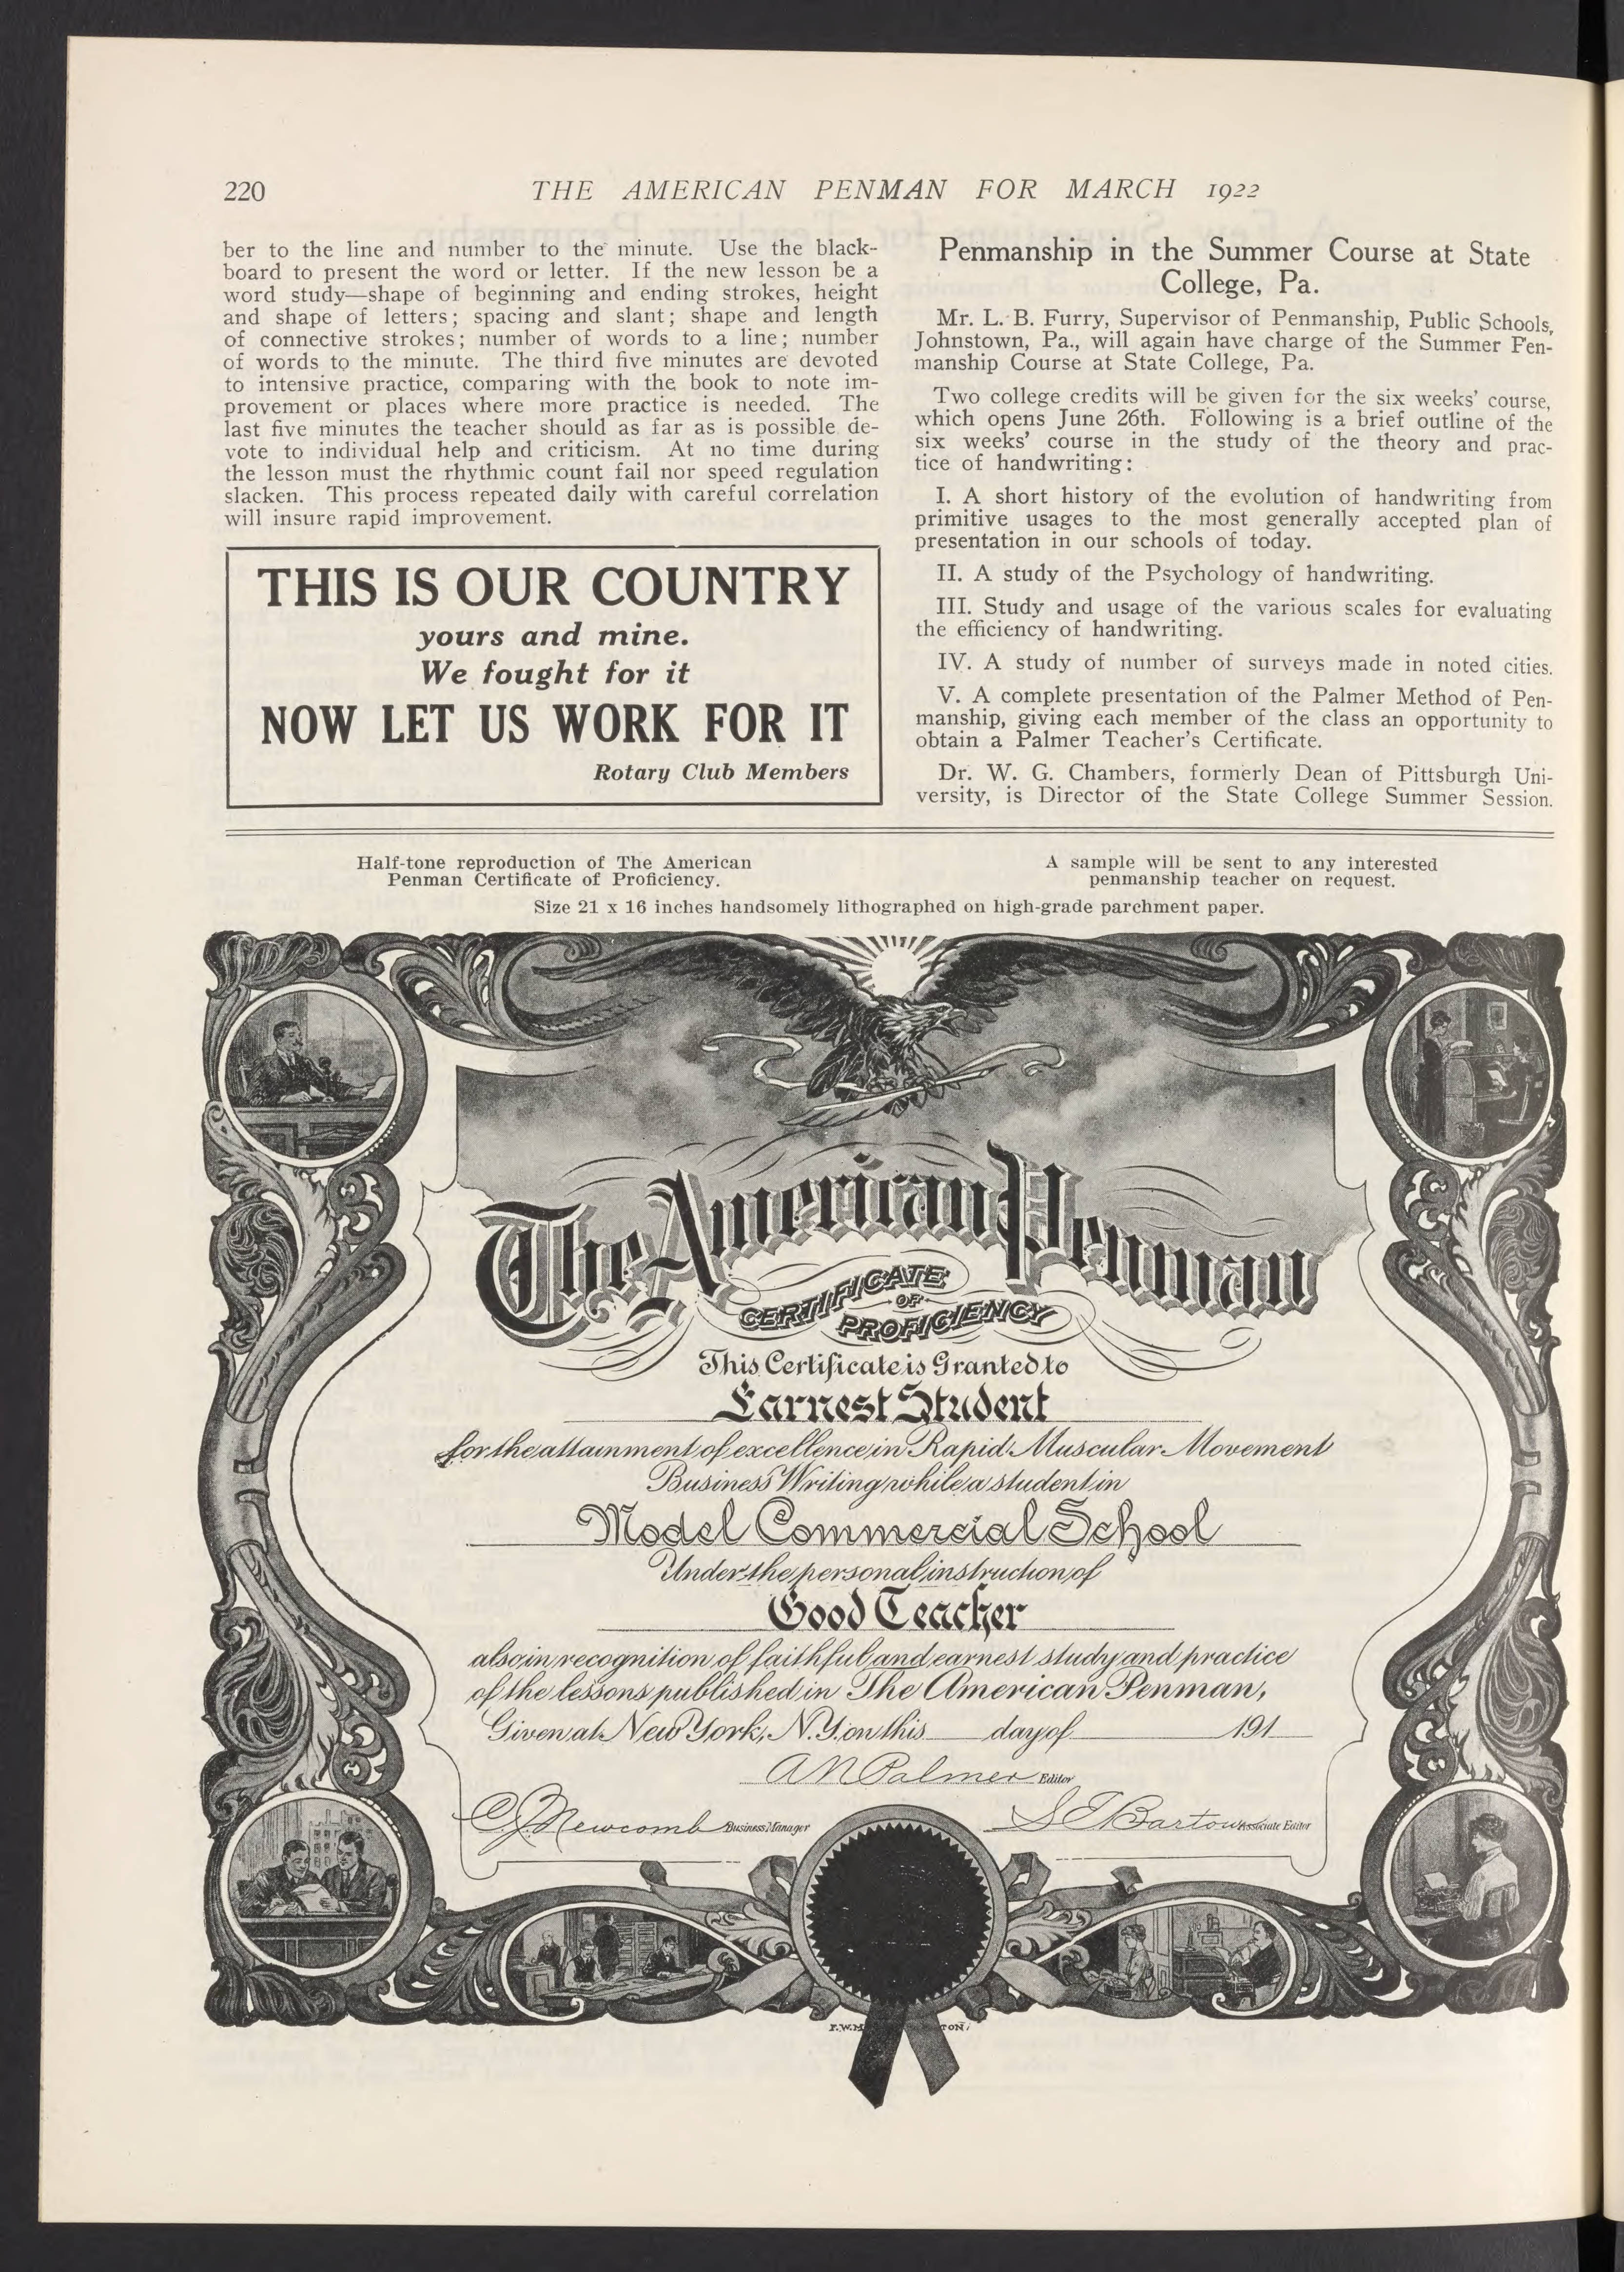 220
THE AMERICAN PENMAN FOR MARCH 1922
ber to the line and number to the minute. Use the black-
board to present the word or letter. If the new lesson be a
word study—shape of beginning and ending strokes, height
and shape of letters; spacing and slant; shape and length
of connective strokes; number of words to a line; number
of words to the minute. The third five minutes are devoted
to intensive practice, comparing with the book to note im-
provement or places where more practice is needed. The
last five minutes the teacher should as far as is possible de-
vote to individual help and criticism. At no time during
the lesson must the rhythmic count fail nor speed regulation
slacken. This process repeated daily with careful correlation
will insure rapid improvement.
THIS IS OUR COUNTRY
yours and mine.
We fought for it
NOW LET US WORK FOR IT
Rotary Club Members
Penmanship in the Summer Course at State
College, Pa.
Mr. L. B. Furry, Supervisor of Penmanship, Public Schools,
Johnstown, Pa., will again have charge of the Summer Pen-
manship Course at State College, Pa.
Two college credits will be given for the six weeks' course,
which opens June 26th. Following is a brief outline of the
six weeks' course in the study of the theory and prac-
tice of handwriting:
I. A short history of the evolution of handwriting from
primitive usages to the most generally accepted plan of
presentation in our schools of today.
II. A study of the Psychology of handwriting.
III. Study and usage of the various scales for evaluating
the efficiency of handwriting.
IV. A study of number of surveys made in noted cities.
V. A complete presentation of the Palmer Method of Pen-
manship, giving each member of the class an opportunity to
obtain a Palmer Teacher's Certificate.
Dr. W. G. Chambers, formerly Dean of Pittsburgh Uni-
versity, is Director of the State College Summer Session.
Half-tone reproduction of The American
Penman Certificate of Proficiency.
A sample will be sent to any interested
penmanship teacher on request.
Size 21 x 16 inches handsomely lithographed on high-grade parchment paper.
The American Penman
CERTIFICATE
OF
PROFICIENCY
This Certificate is Granted to
Earnest Student
for the attainment of excellence in Rapid Muscular Movement
Business Writing while a student in
Model Commercial School
Under the personal instruction of
Good Teacher
also in recognition of faithful and earnest study and practice
of the lessons published in The American Penman,
Given at New York, N.Y. on this day of 191
A N Palmer Editor
C J Newcomb Business Manager
S E Bartow Associate Editor